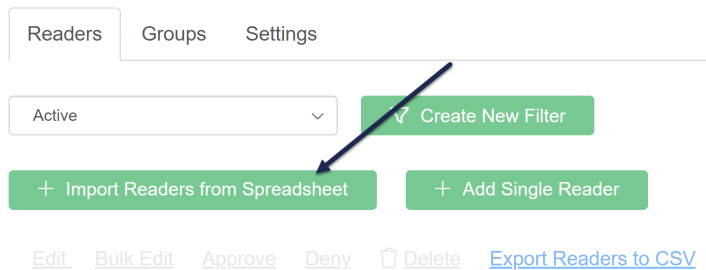 Readers Groups Settings
Active Create New Filter
+ Import Readers from Spreadsheet + Add Single Reader
Edit Bulk Edit Approve Deny Delete Export Readers to CSV